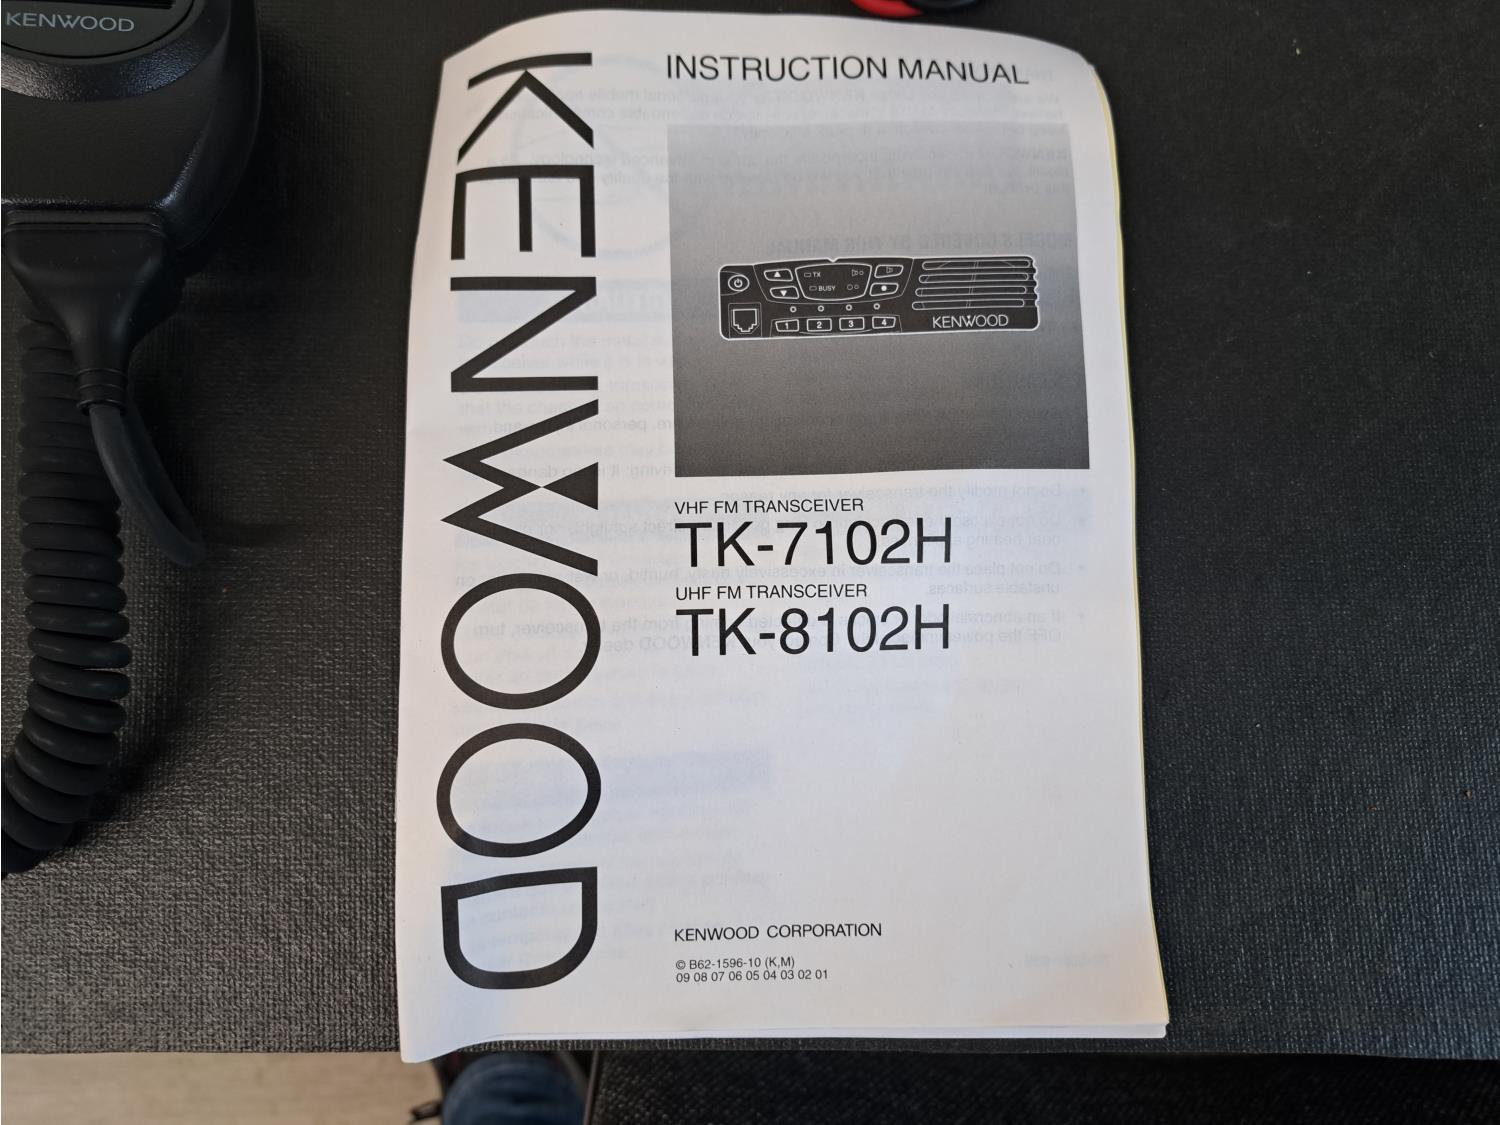 KENWOOD
KENWOOD
INSTRUCTION MANUAL
TX
BUSY
1 2 3 4
KENWOOD
VHF FM TRANSCEIVER
TK-7102H
UHF FM TRANSCEIVER
TK-8102H
KENWOOD CORPORATION
© B62-1596-10 (K,M)
09 08 07 06 05 04 03 02 01